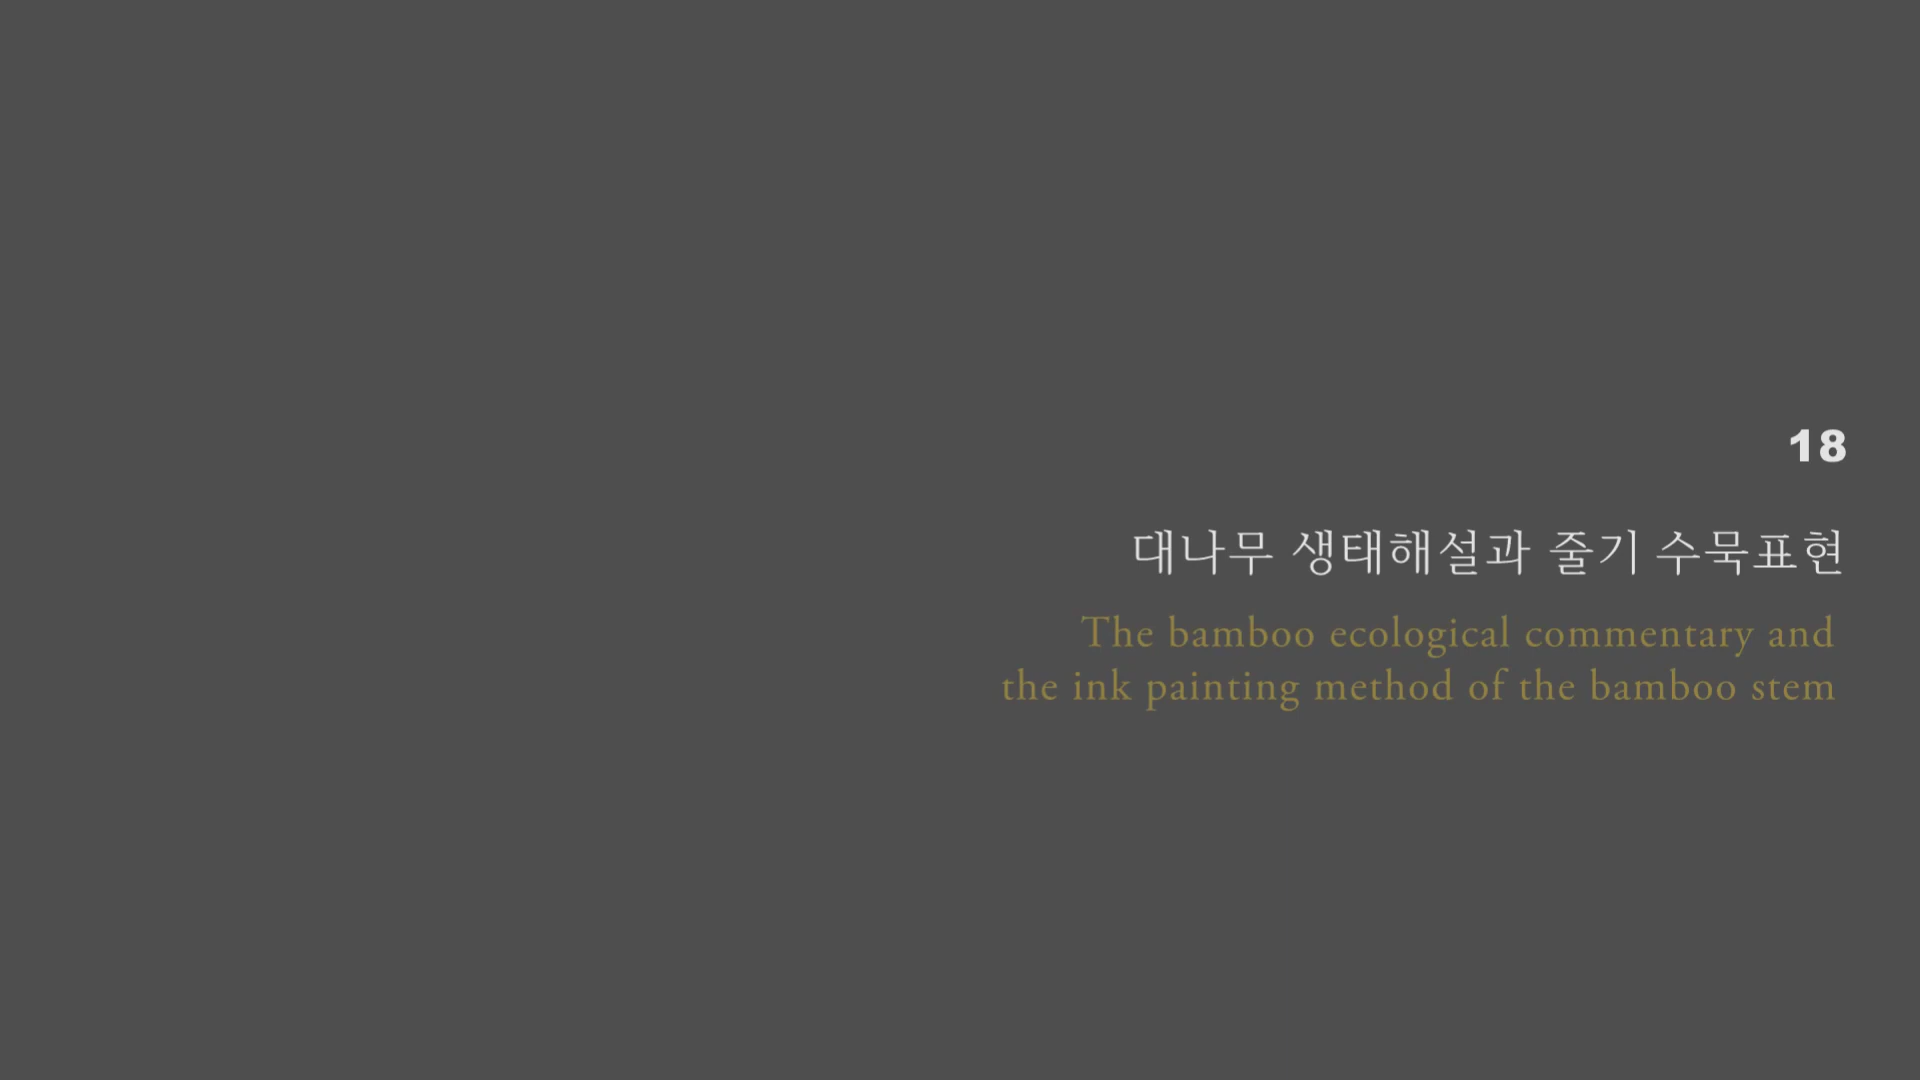 18
대나무 생태해설과 줄기 수묵표현
The bamboo ecological commentary and
the ink painting method of the bamboo stem